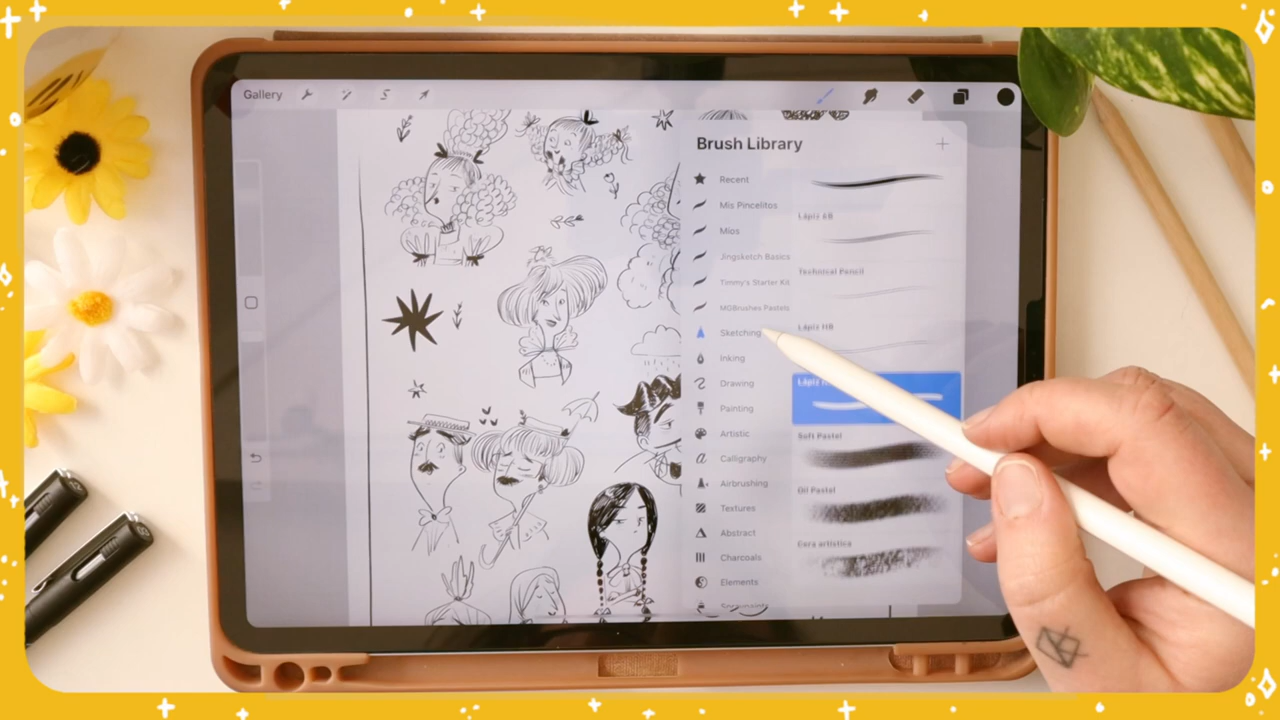 Gallery
Brush Library
Recent
Mis Pincelitos
Míos
Jingsketch Basics
Timmy's Starter Kit
MGBrushes Pastels
Sketching
Inking
Drawing
Painting
Artistic
Calligraphy
Airbrushing
Textures
Abstract
Charcoals
Elements
Lápiz 6B
Technical Pencil
Lápiz HB
Lápiz
Soft Pastel
Oil Pastel
Cera artística